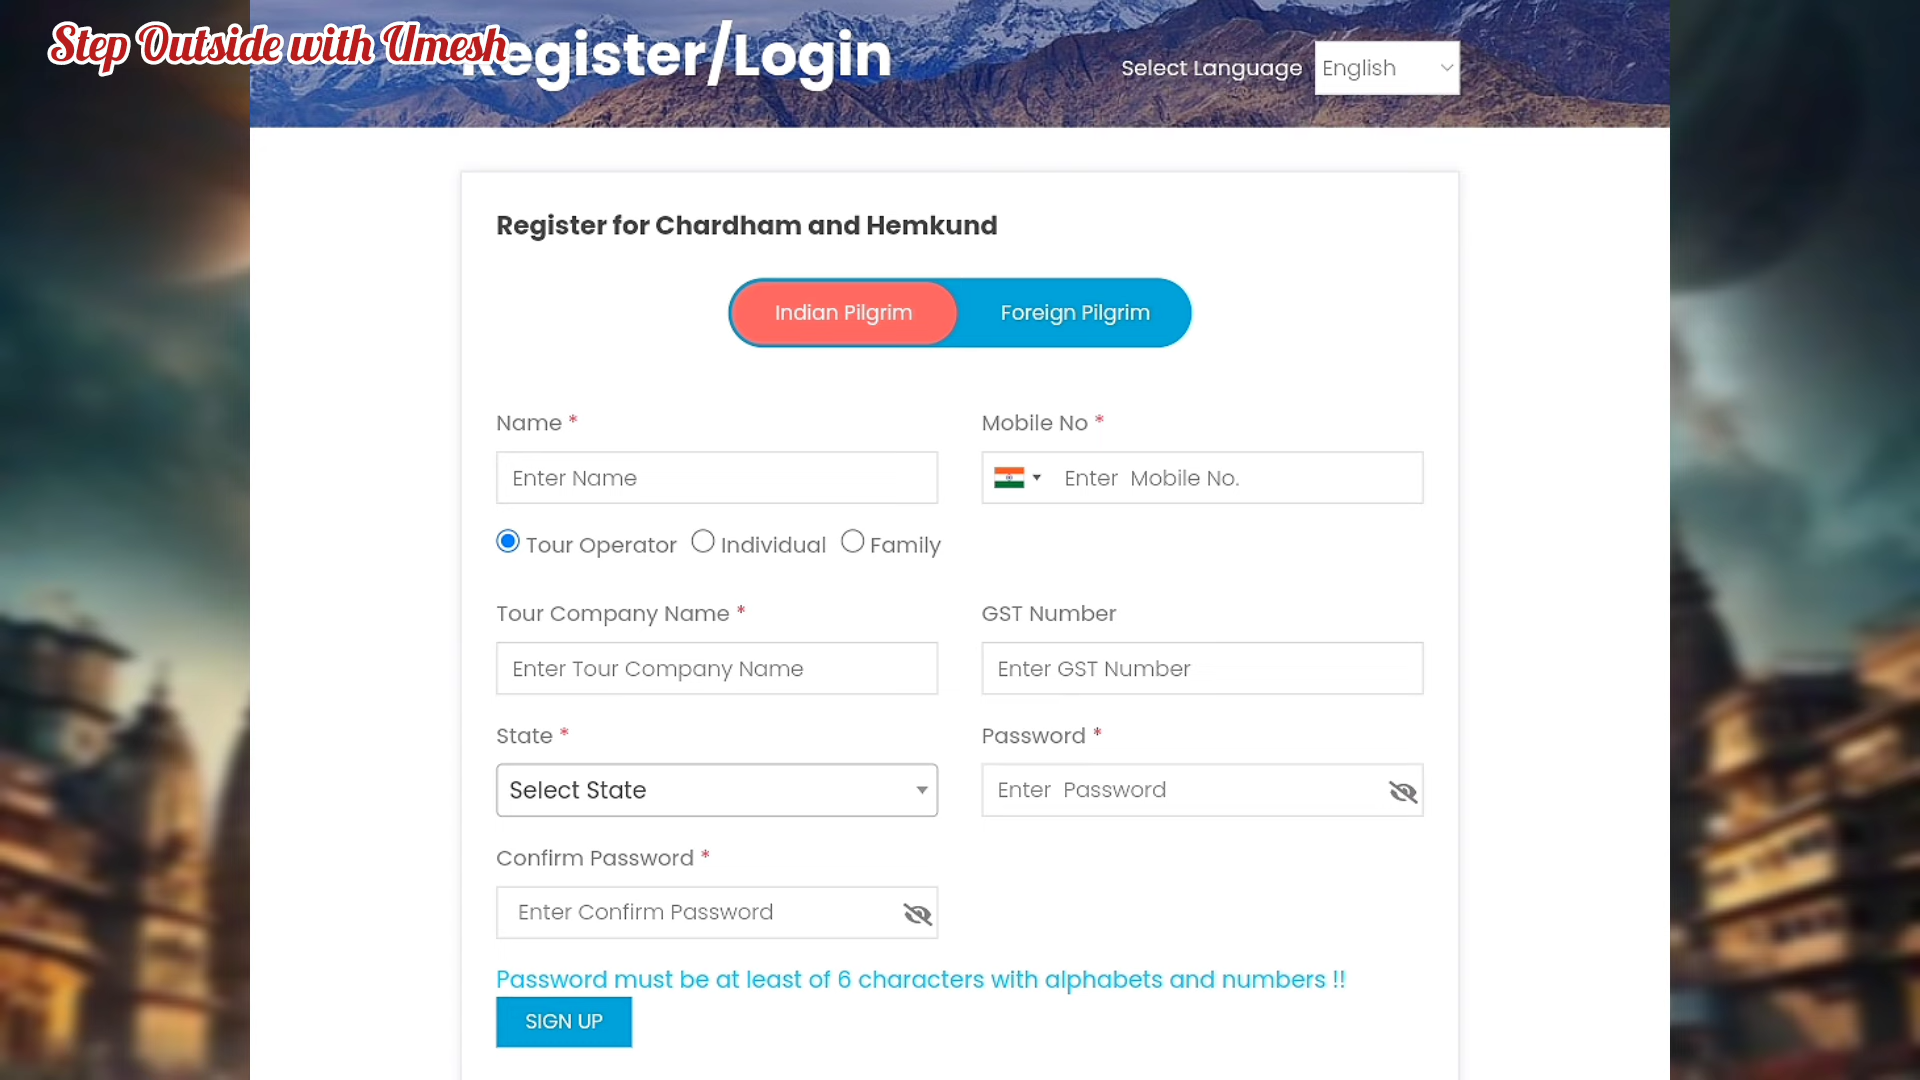 Step Outside with Umesh
Register/Login
Select Language English
Register for Chardham and Hemkund
Indian Pilgrim Foreign Pilgrim
Name * Mobile No *
Enter Name Enter Mobile No.
Tour Operator Individual Family
Tour Company Name * GST Number
Enter Tour Company Name Enter GST Number
State * Password *
Select State Enter Password
Confirm Password *
Enter Confirm Password
Password must be at least of 6 characters with alphabets and numbers !!
SIGN UP